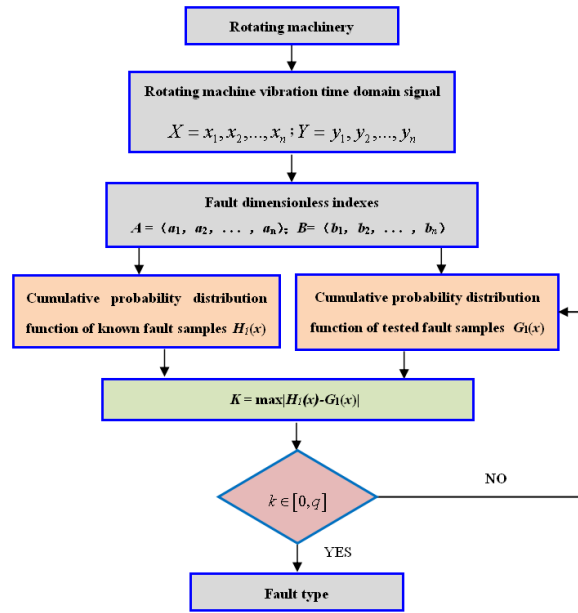 Rotating machinery
Rotating machine vibration time domain signal
X = x₁, x₂,..., xₙ ; Y = y₁, y₂,..., yₙ
Fault dimensionless indexes
A = (a₁, a₂, . . . , aₙ); B= (b₁, b₂, . . . , bₙ)
Cumulative probability distribution
function of known fault samples H₁(x)
Cumulative probability distribution
function of tested fault samples G₁(x)
K = max|H₁(x)-G₁(x)|
k ∈ [0, q]
NO
YES
Fault type